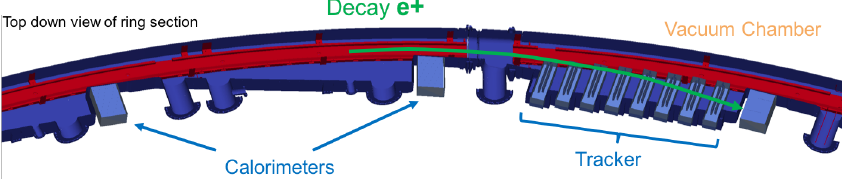 Decay e+
Top down view of ring section
Vacuum Chamber
Calorimeters
Tracker